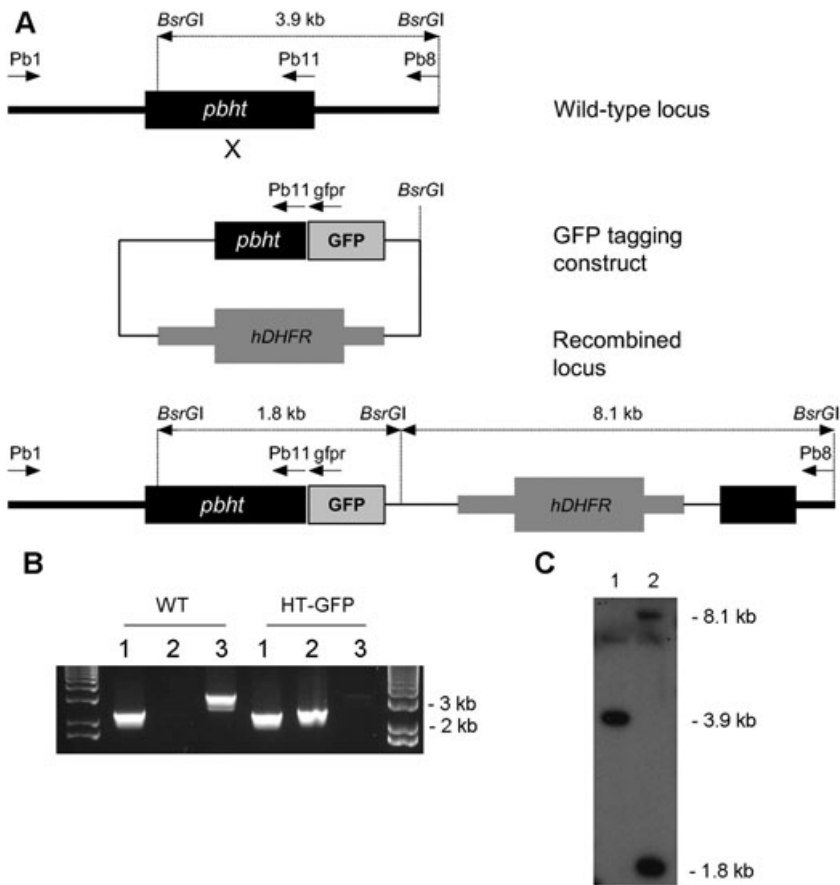 A
BsrGI 3.9 kb BsrGI
Pb1 Pb11 Pb8
pbht
Wild-type locus
X
Pb11 gfpr BsrGI
pbht GFP
GFP tagging
construct
hDHFR
Recombined
locus
BsrGI 1.8 kb BsrGI 8.1 kb BsrGI
Pb1 Pb11 gfpr Pb8
pbht GFP hDHFR
B
WT HT-GFP
1 2 3 1 2 3
- 3 kb
- 2 kb
C
1 2
- 8.1 kb
- 3.9 kb
- 1.8 kb